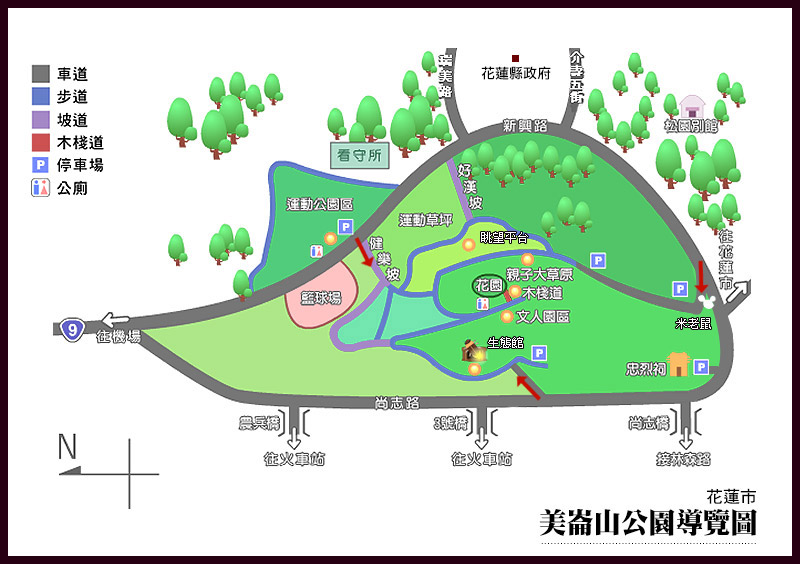 車道
步道
坡道
木棧道
P
停車場
公廁
瑞美路
花蓮縣政府
介壽五街
新興路
松園別館
看守所
好漢坡
運動公園區
P
運動草坪
眺望平台
健樂坡
往花蓮市
P
親子大草原
花園
木棧道
P
籃球場
文人園區
米老鼠
9
往機場
生態館
P
忠烈祠
P
尚志路
農兵橋
3號橋
尚志橋
往火車站
往火車站
接林森路
N
花蓮市
美崙山公園導覽圖